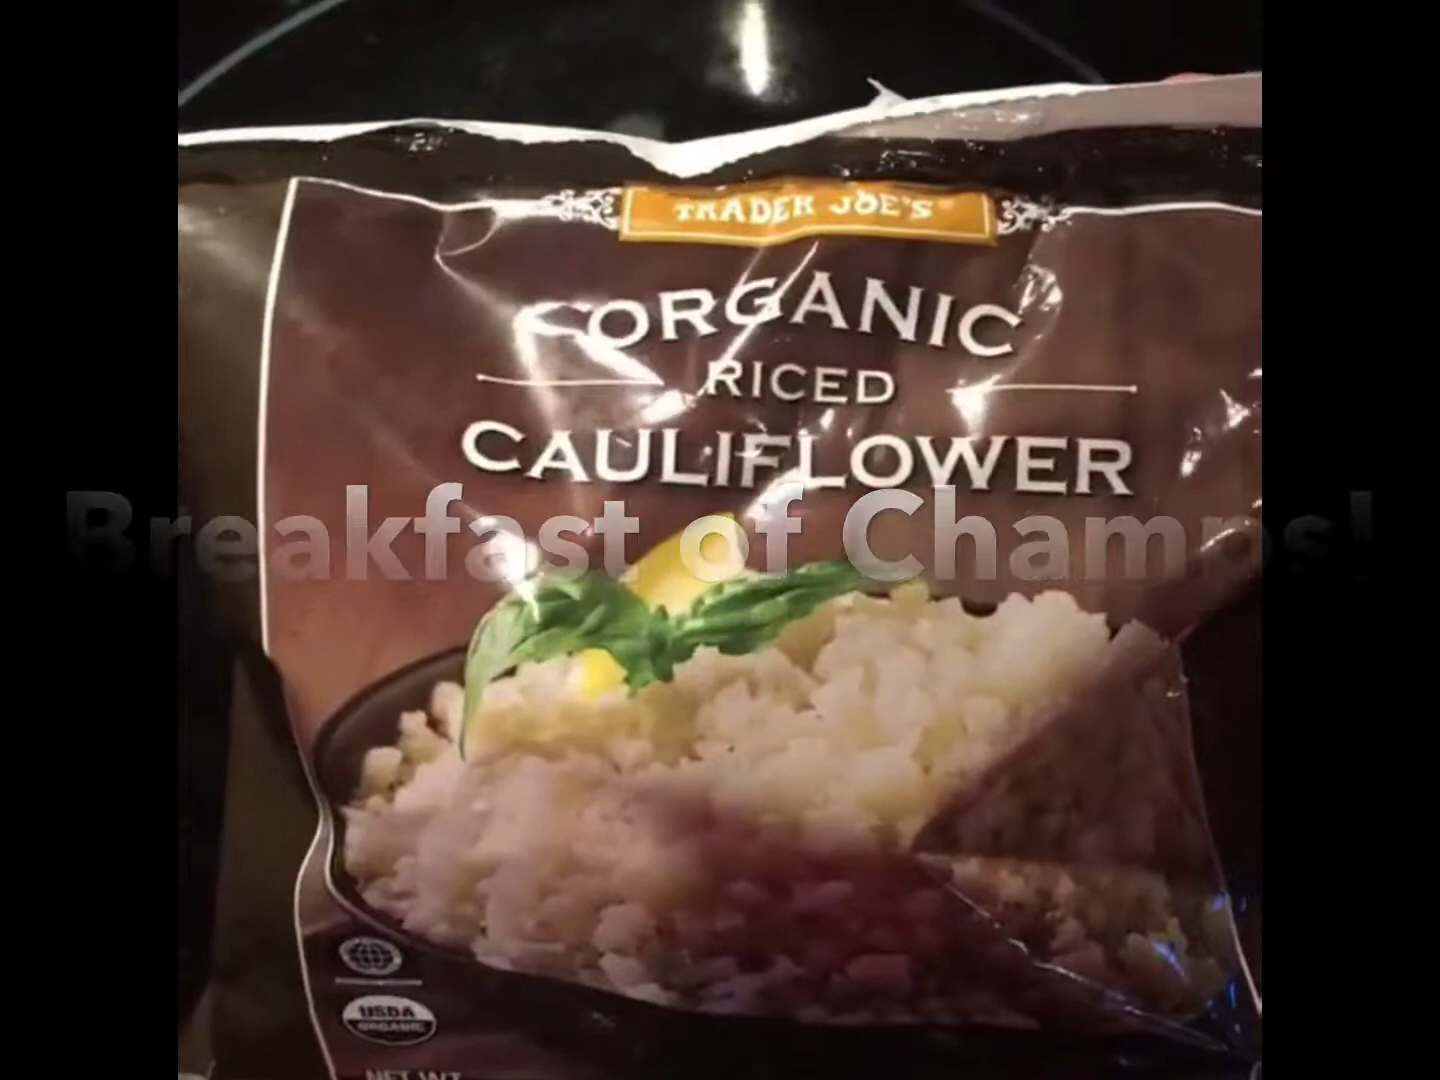 TRADER JOE'S
ORGANIC
RICED
CAULIFLOWER
Breakfast of Champs!
USDA
ORGANIC
NET WT